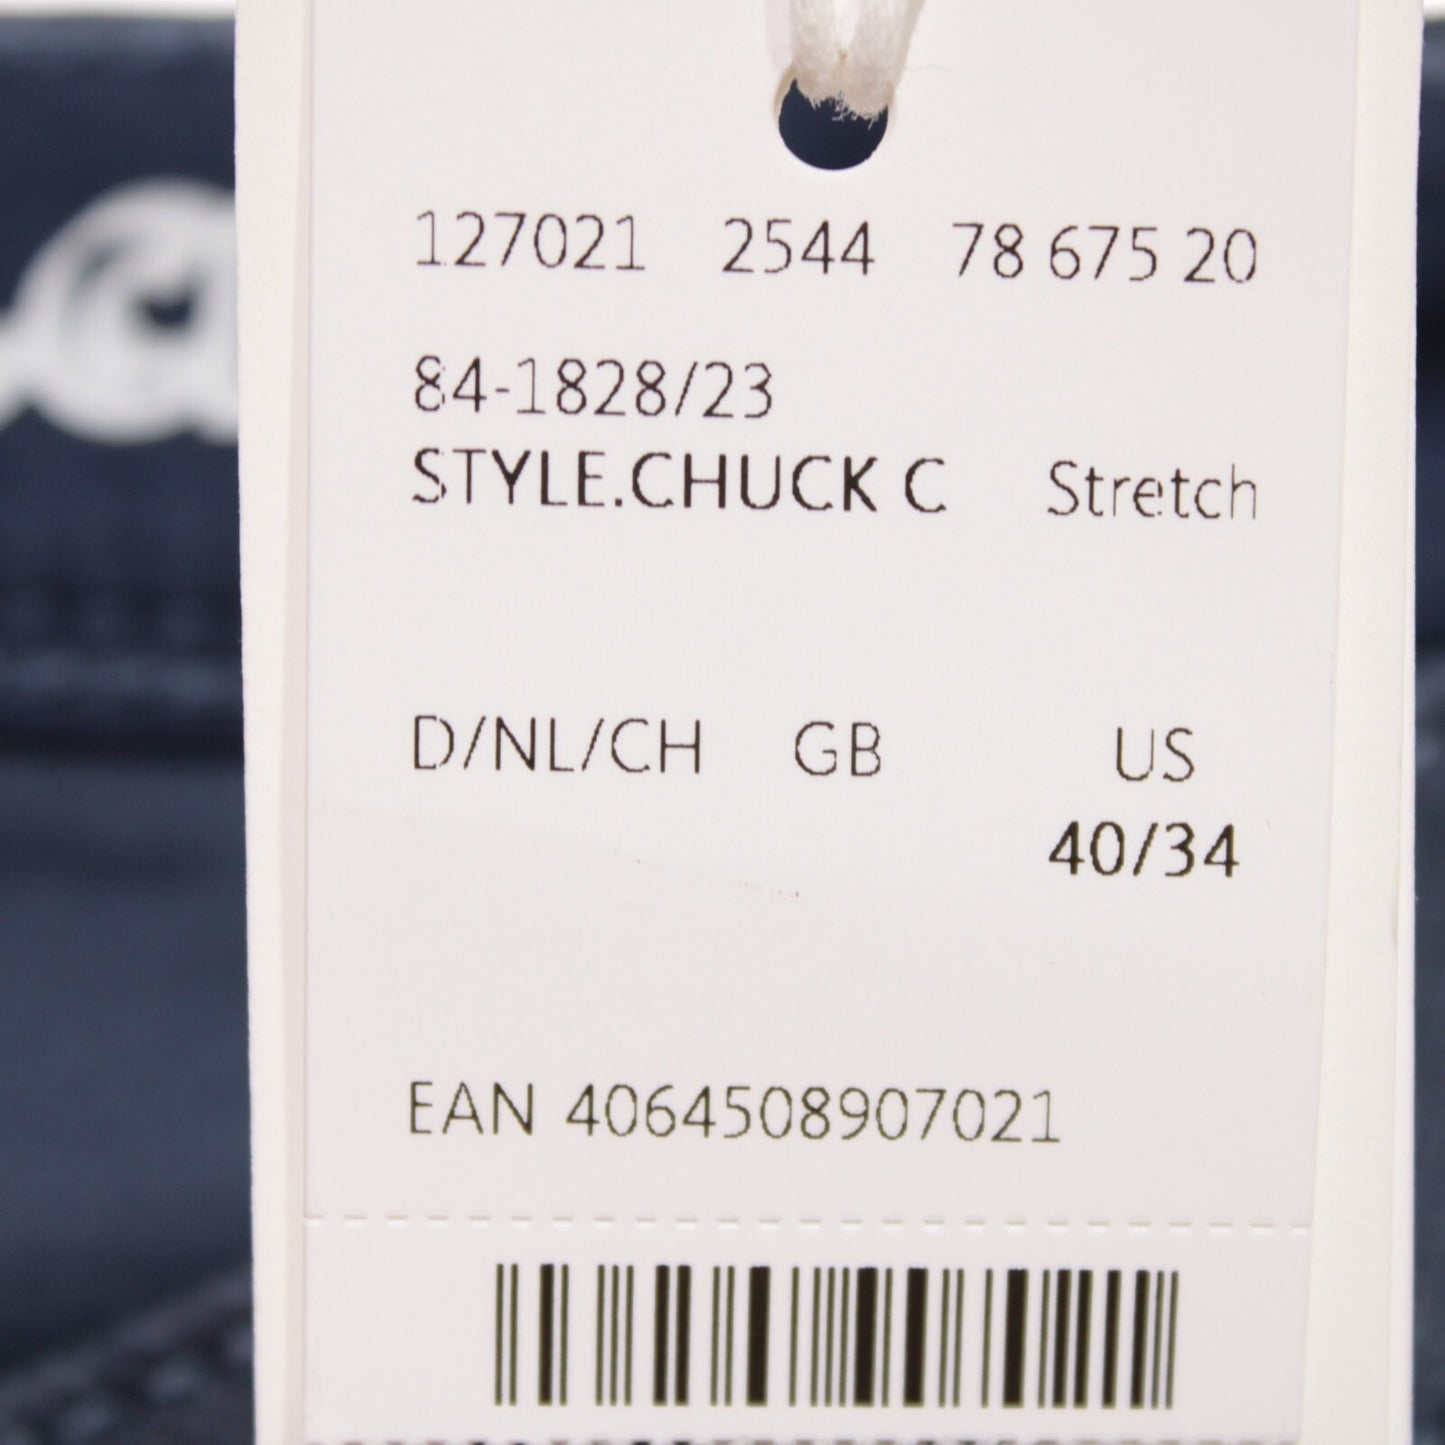 127021 2544 78 675 20
84-1828/23
STYLE.CHUCK C Stretch
D/NL/CH GB US
40/34
EAN 4064508907021